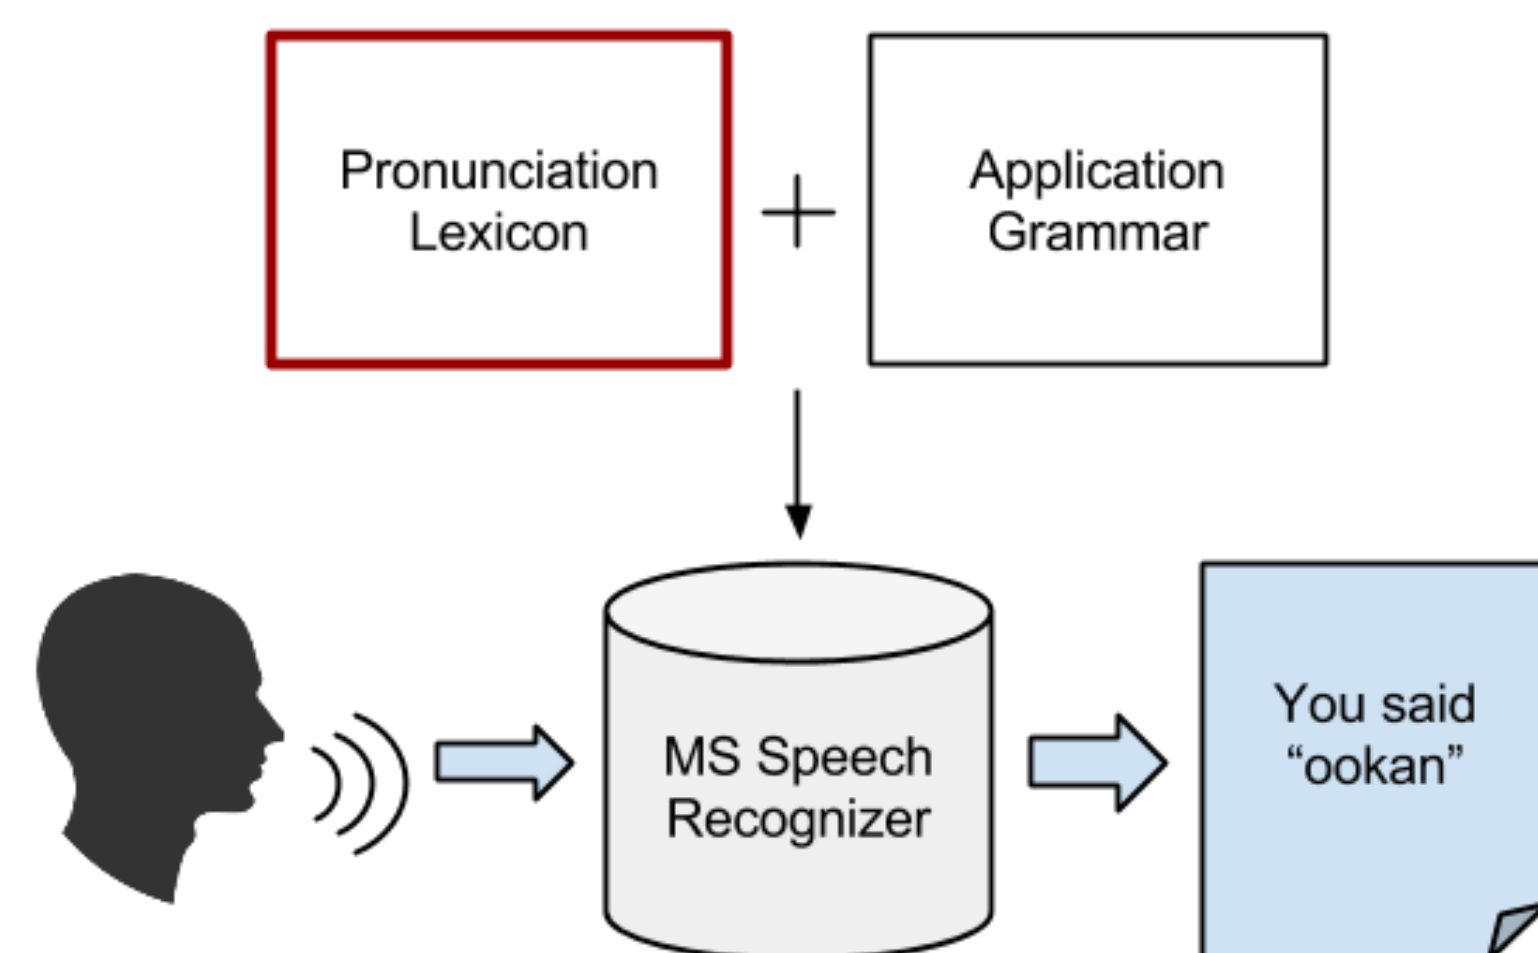 Pronunciation
Lexicon
+
Application
Grammar
MS Speech
Recognizer
You said
“ookan”